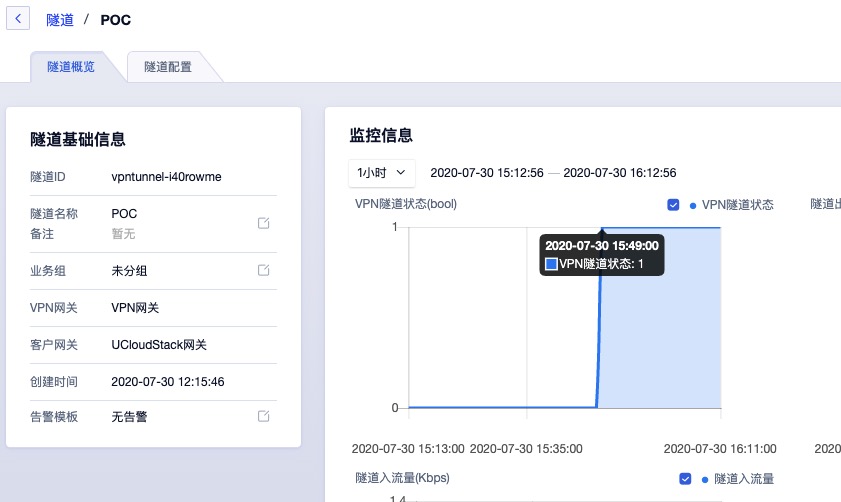 隧道 / POC
隧道概览
隧道配置
隧道基础信息
隧道ID vpntunnel-i40rowme
隧道名称 POC
备注 暂无
业务组 未分组
VPN网关 VPN网关
客户网关 UCloudStack网关
创建时间 2020-07-30 12:15:46
告警模板 无告警
监控信息
1小时 2020-07-30 15:12:56 — 2020-07-30 16:12:56
VPN隧道状态(bool) VPN隧道状态
隧道出
1
2020-07-30 15:49:00
VPN隧道状态: 1
0
2020-07-30 15:13:00 2020-07-30 15:35:00 2020-07-30 16:11:00
2020
隧道入流量(Kbps) 隧道入流量
1.4